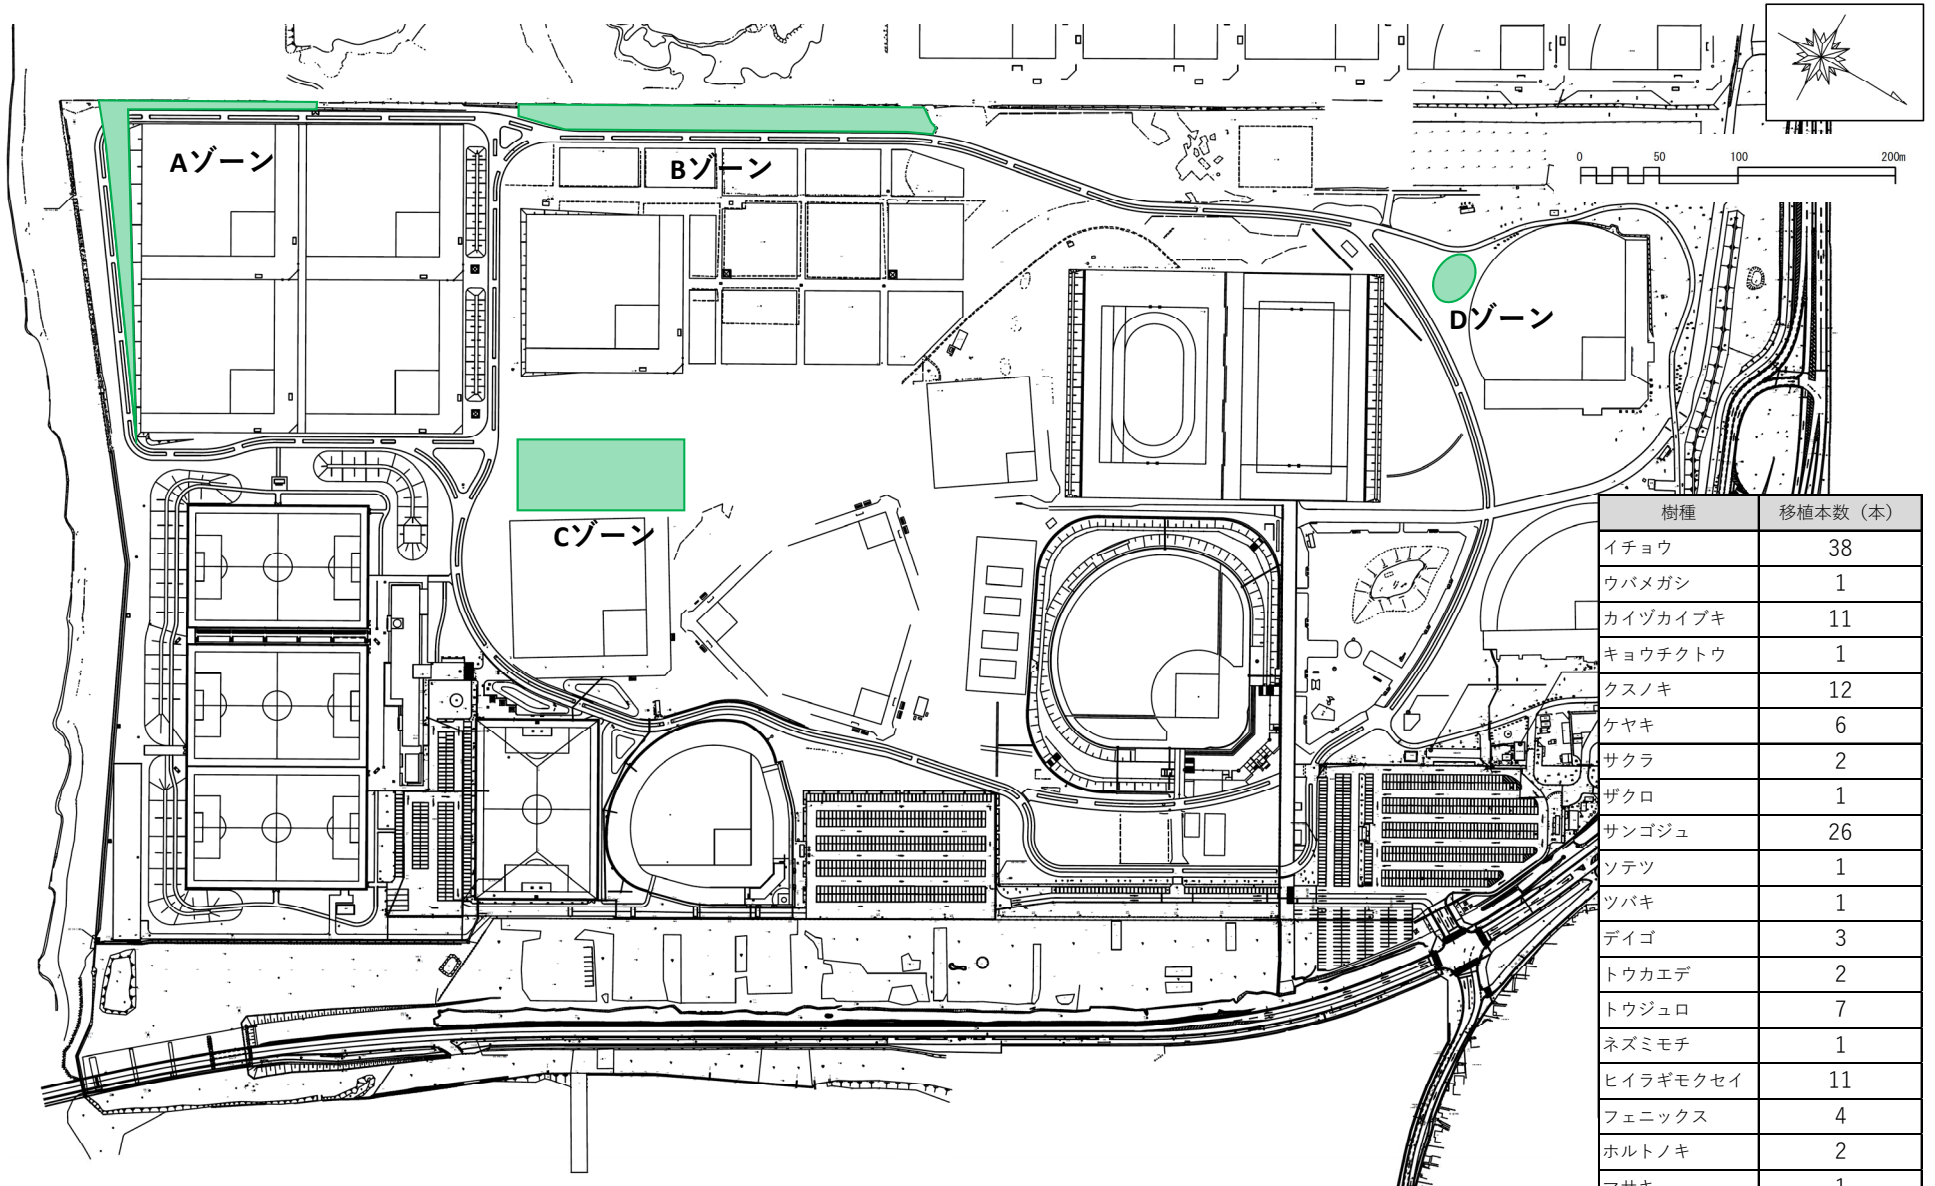 0 50 100 200m
Aゾーン
Bゾーン
Dゾーン
Cゾーン
樹種 移植本数（本）
イチョウ 38
ウバメガシ 1
カイヅカイブキ 11
キョウチクトウ 1
クスノキ 12
ケヤキ 6
サクラ 2
ザクロ 1
サンゴジュ 26
ソテツ 1
ツバキ 1
デイゴ 3
トウカエデ 2
トウジュロ 7
ネズミモチ 1
ヒイラギモクセイ 11
フェニックス 4
ホルトノキ 2
マサキ 1